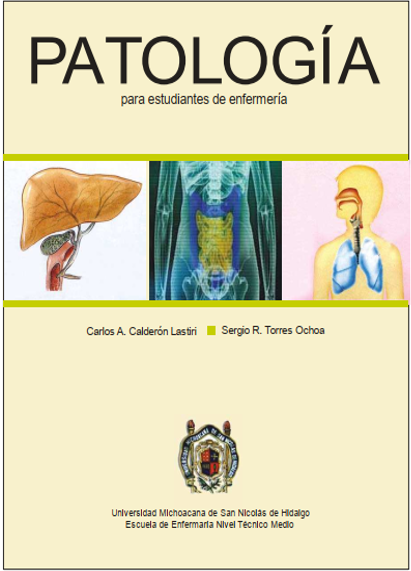 PATOLOGÍA
para estudiantes de enfermería
Carlos A. Calderón Lastiri
Sergio R. Torres Ochoa
Universidad Michoacana de San Nicolás de Hidalgo
Escuela de Enfermaria Nivel Técnico Medio